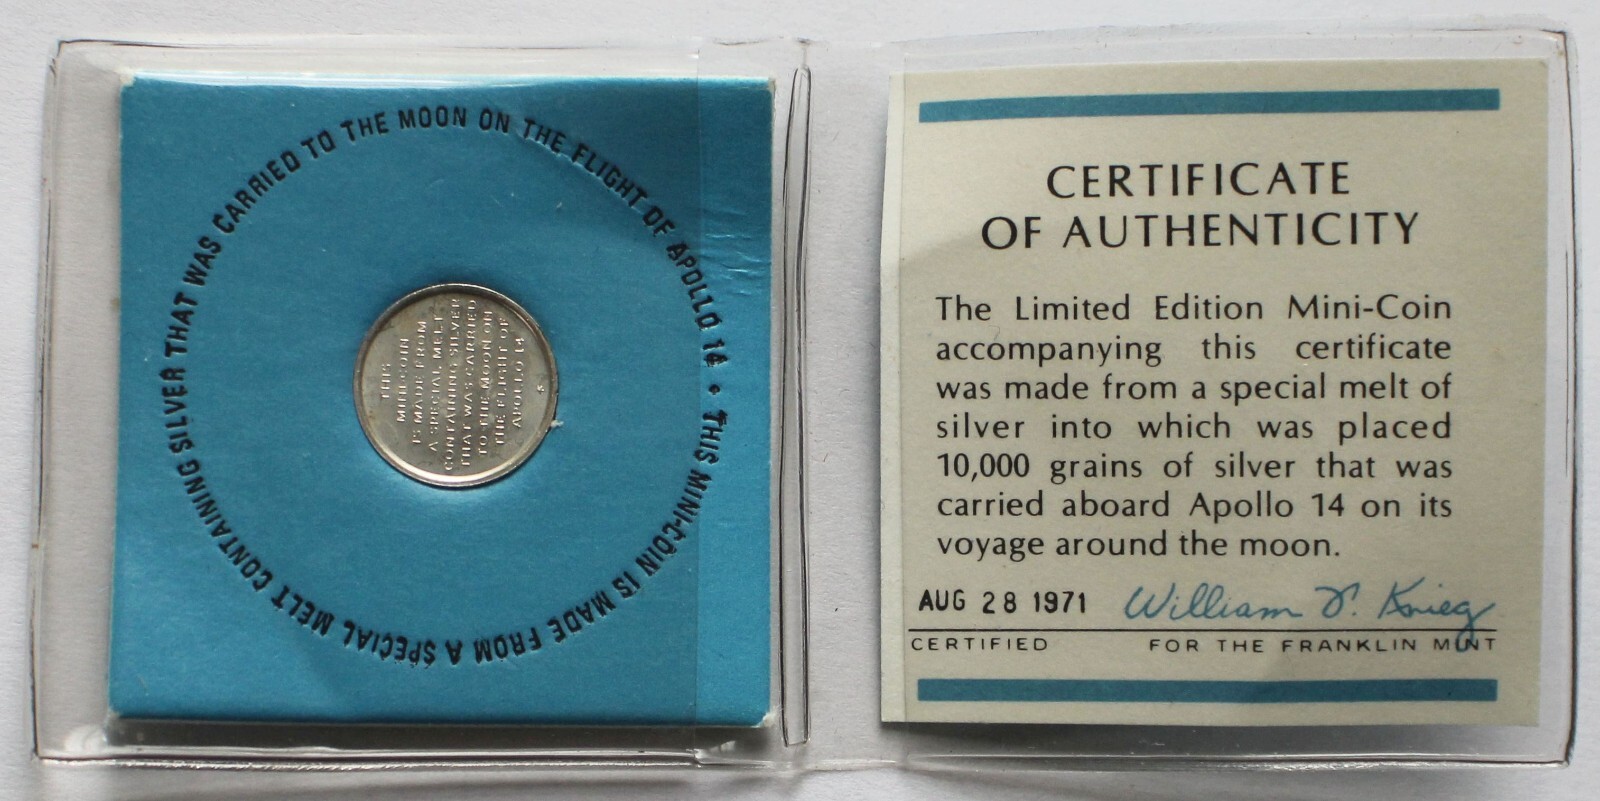 THIS MINI-COIN IS MADE FROM A SPECIAL MELT CONTAINING SILVER THAT WAS CARRIED TO THE MOON ON THE FLIGHT OF APOLLO 14 •
THIS
MINI-COIN
IS MADE FROM
A SPECIAL MELT
CONTAINING SILVER
THAT WAS CARRIED
TO THE MOON ON
THE FLIGHT OF
APOLLO 14
CERTIFICATE
OF AUTHENTICITY
The Limited Edition Mini-Coin
accompanying this certificate
was made from a special melt of
silver into which was placed
10,000 grains of silver that was
carried aboard Apollo 14 on its
voyage around the moon.
AUG 28 1971 William T. Krieg
CERTIFIED FOR THE FRANKLIN MINT